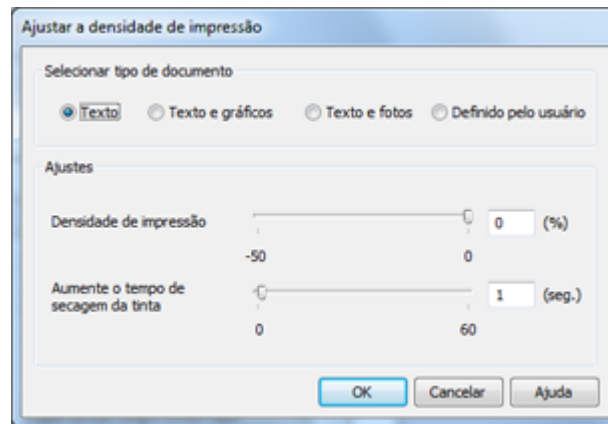 Ajustar a densidade de impressão
Selecionar tipo de documento
Texto Texto e gráficos Texto e fotos Definido pelo usuário
Ajustes
Densidade de impressão 0 (%)
-50 0
Aumente o tempo de
secagem da tinta 1 (seg.)
0 60
OK Cancelar Ajuda